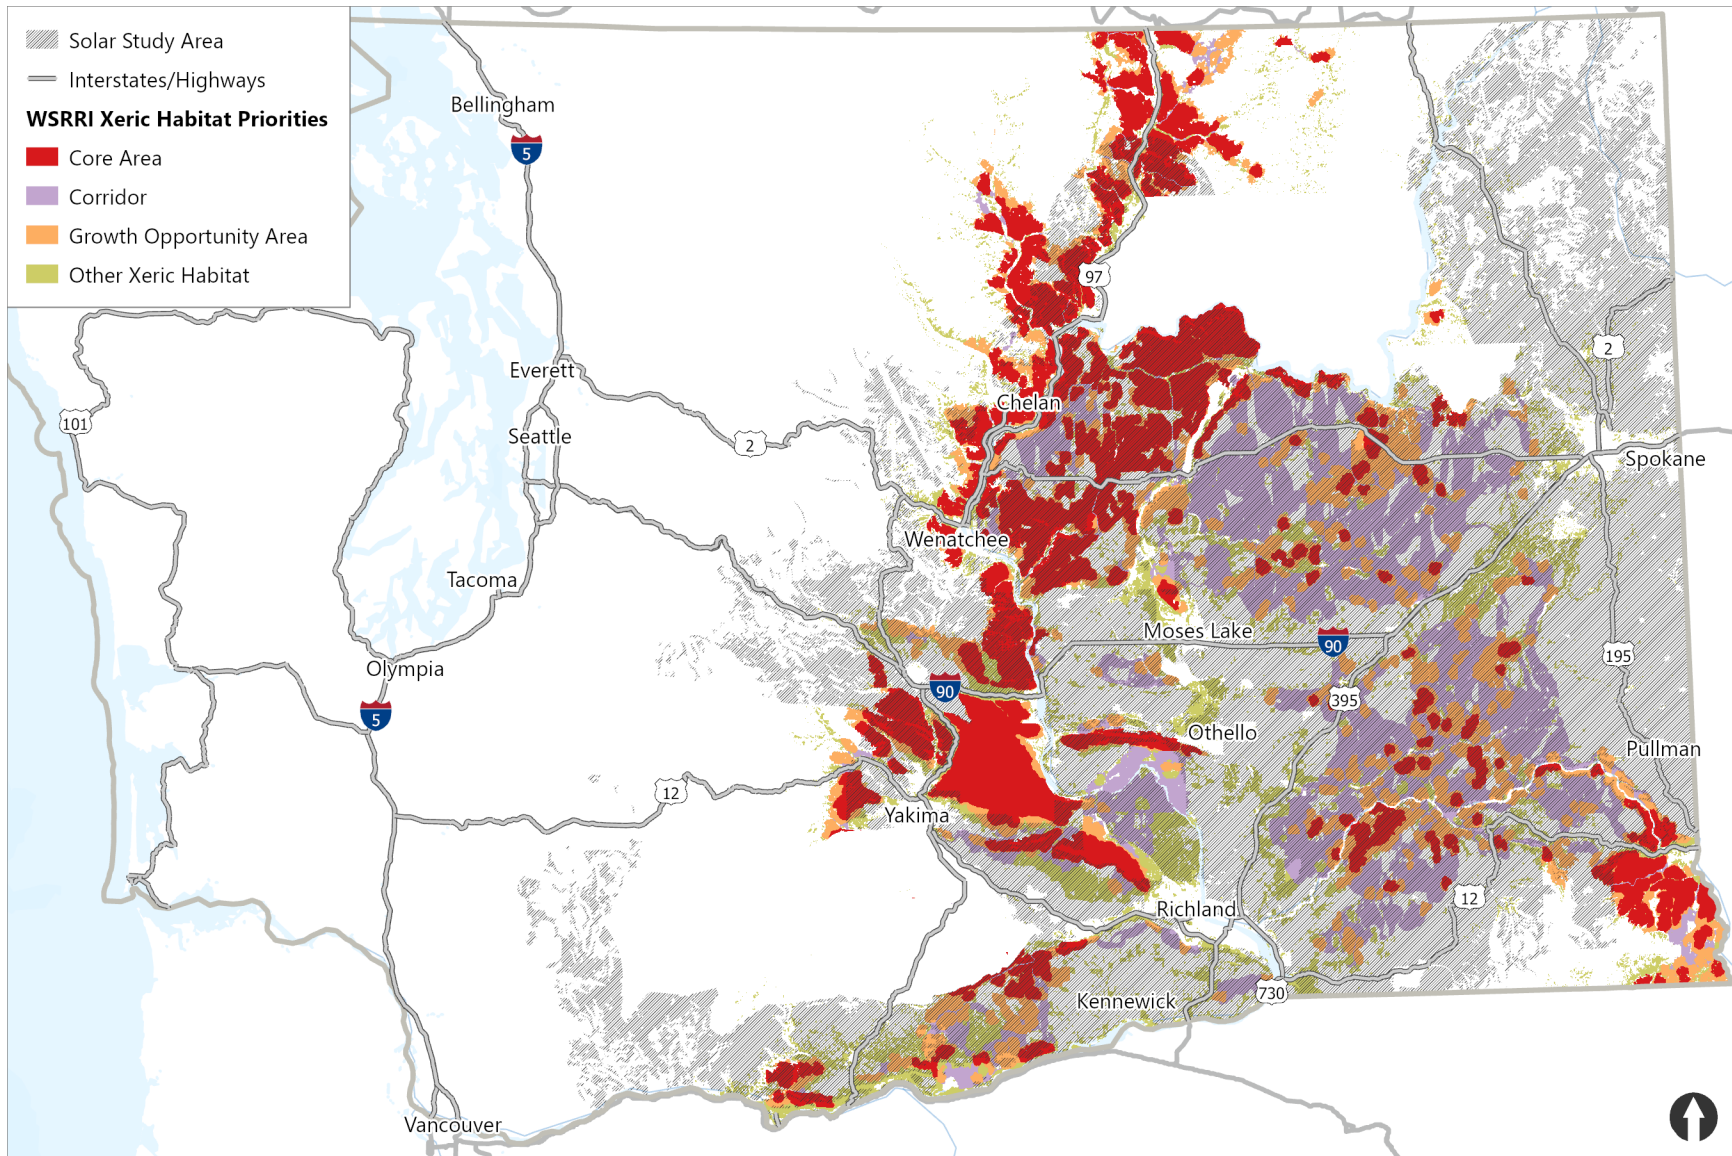 Solar Study Area
Interstates/Highways
WSRRI Xeric Habitat Priorities
Core Area
Corridor
Growth Opportunity Area
Other Xeric Habitat
Bellingham
5
97
2
Everett
Chelan
101
Seattle
2
Spokane
Wenatchee
Tacoma
Moses Lake
90
195
Olympia
90
395
5
Othello
Pullman
12
Yakima
12
Richland
730
Kennewick
Vancouver